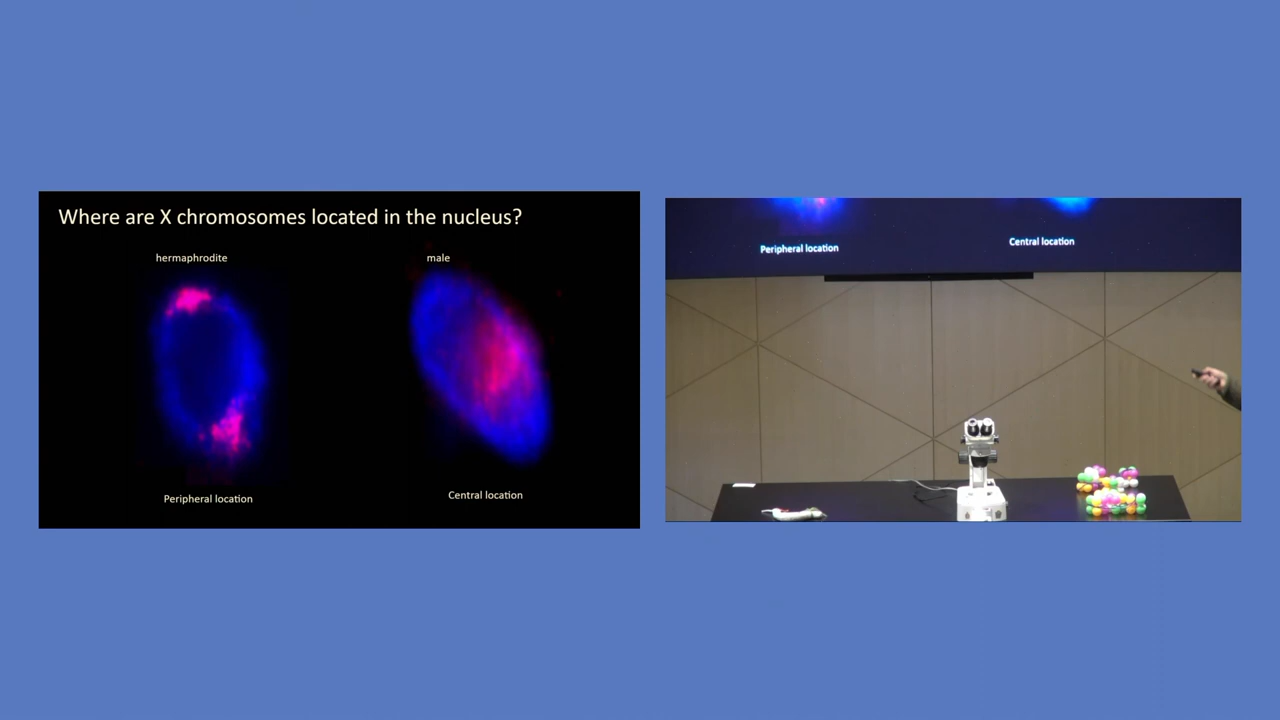 Where are X chromosomes located in the nucleus?
hermaphrodite
male
Peripheral location
Central location
Peripheral location
Central location